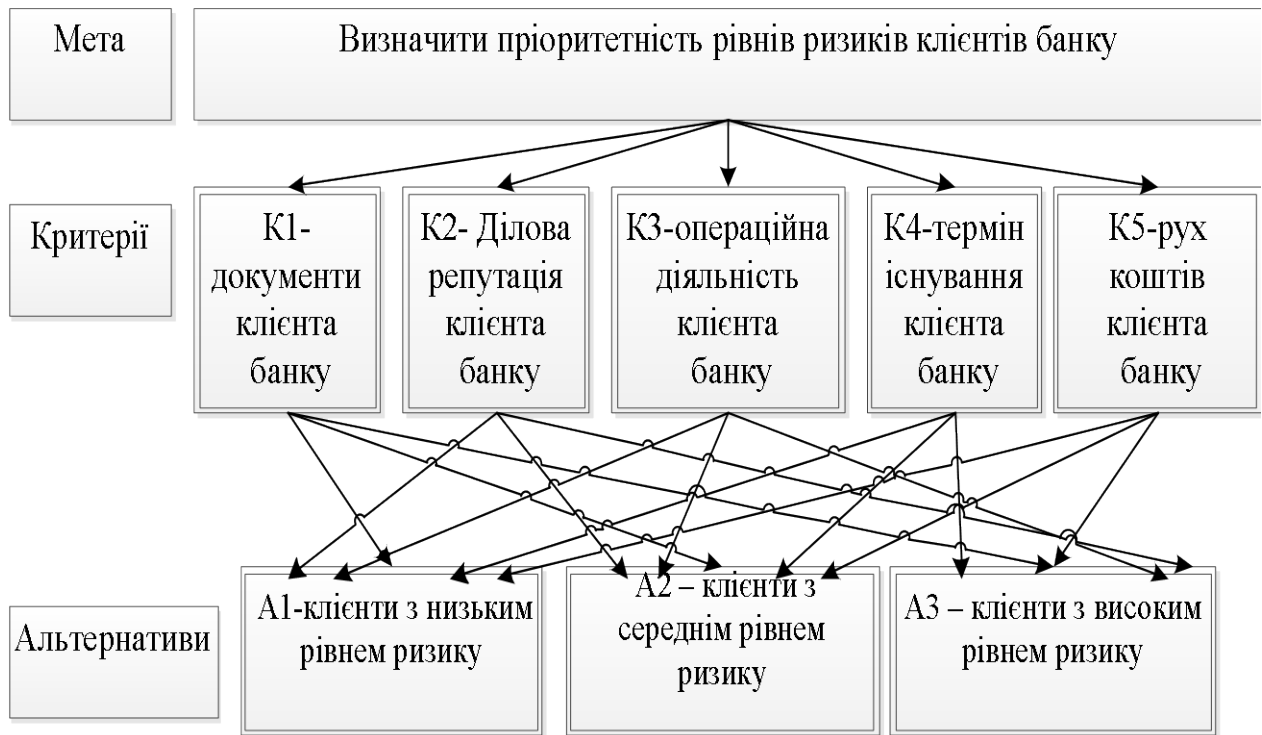 Мета
Визначити пріоритетність рівнів ризиків клієнтів банку
Критерії
К1-
документи
клієнта
банку
К2- Ділова
репутація
клієнта
банку
К3-операційна
діяльність
клієнта
банку
К4-термін
існування
клієнта
банку
К5-рух
коштів
клієнта
банку
Альтернативи
А1-клієнти з низьким
рівнем ризику
А2 – клієнти з
середнім рівнем
ризику
А3 – клієнти з високим
рівнем ризику